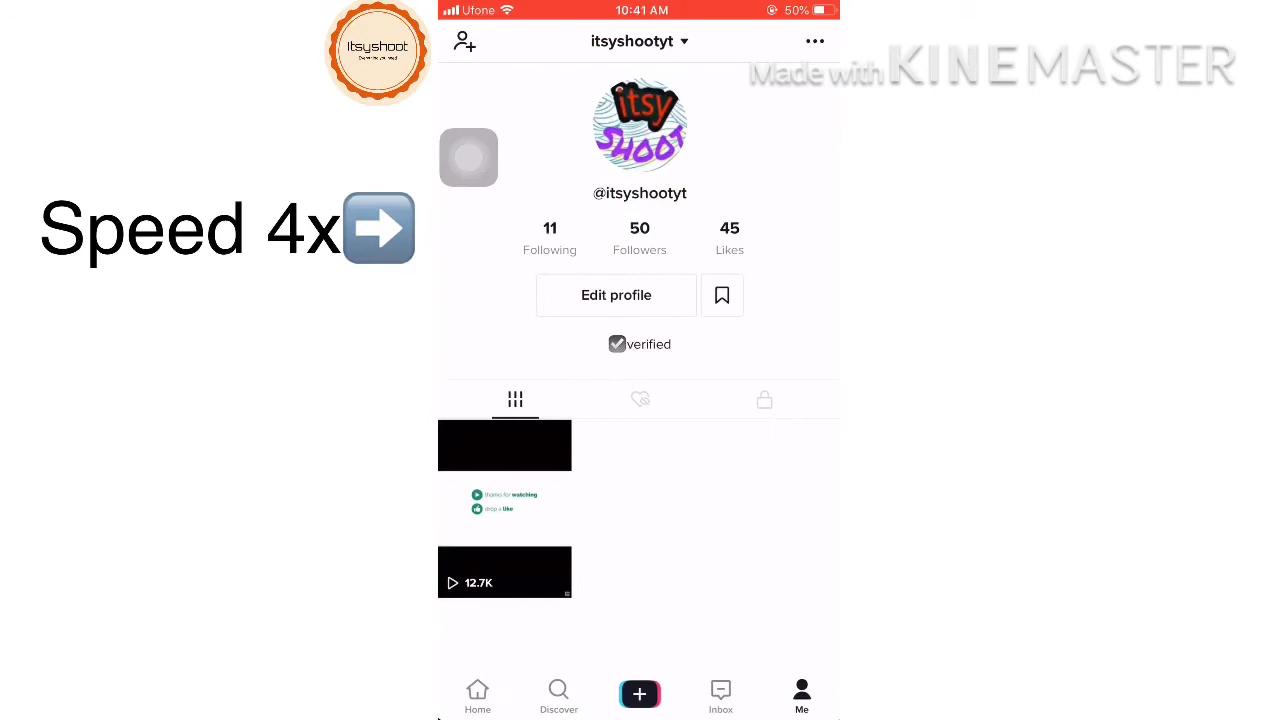 Ufone
10:41 AM
50%
Itsyshoot
itsyshootyt
Made with KINEMASTER
itsy
SHOOT
@itsyshootyt
Speed 4x➡️
11
50
45
Following
Followers
Likes
Edit profile
☑verified
thanks for watching
drop a like
12.7K
Home
Discover
Inbox
Me